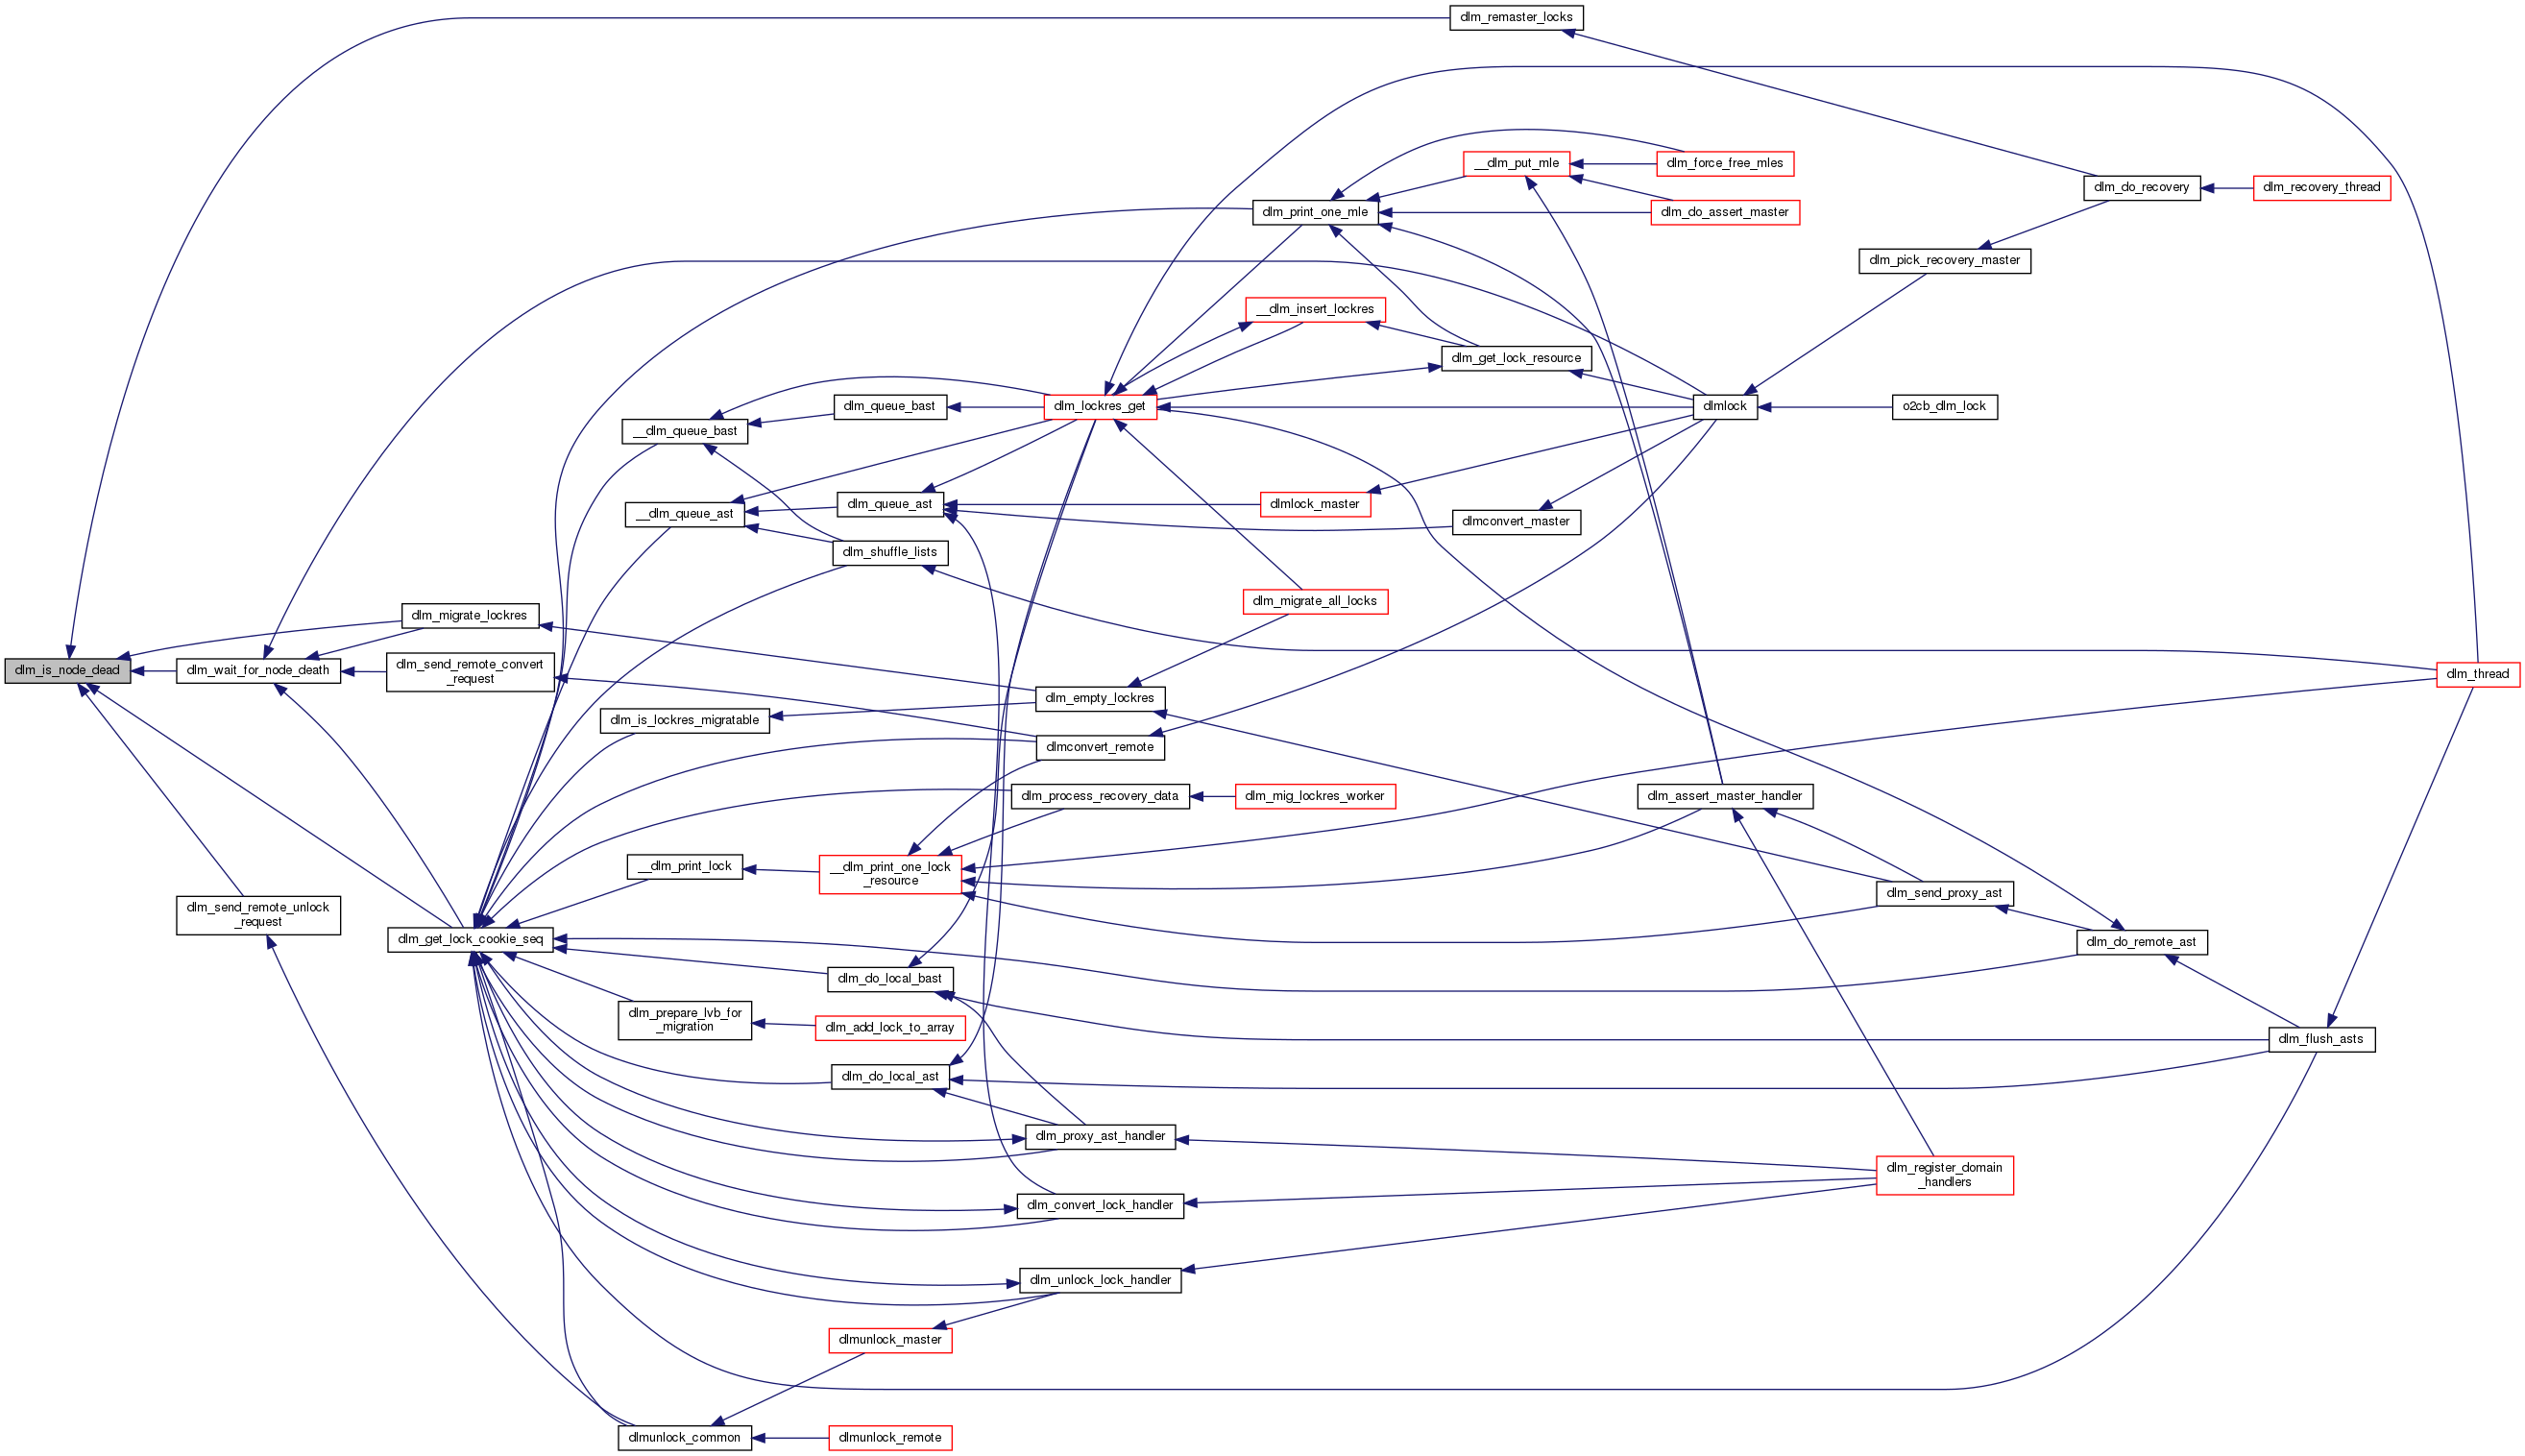 dlm_remaster_locks
__dlm_put_mle
dlm_force_free_mles
dlm_do_recovery
dlm_recovery_thread
dlm_print_one_mle
dlm_do_assert_master
dlm_pick_recovery_master
__dlm_insert_lockres
dlm_get_lock_resource
dlm_queue_bast
dlm_lockres_get
dlmlock
o2cb_dlm_lock
__dlm_queue_bast
__dlm_queue_ast
dlm_queue_ast
dlmlock_master
dlmconvert_master
dlm_shuffle_lists
dlm_migrate_all_locks
dlm_migrate_lockres
dlm_is_node_dead
dlm_wait_for_node_death
dlm_send_remote_convert
_request
dlm_thread
dlm_empty_lockres
dlm_is_lockres_migratable
dlmconvert_remote
dlm_process_recovery_data
dlm_mig_lockres_worker
dlm_assert_master_handler
__dlm_print_lock
__dlm_print_one_lock
_resource
dlm_send_proxy_ast
dlm_send_remote_unlock
_request
dlm_get_lock_cookie_seq
dlm_do_remote_ast
dlm_do_local_bast
dlm_prepare_lvb_for
_migration
dlm_add_lock_to_array
dlm_flush_asts
dlm_do_local_ast
dlm_proxy_ast_handler
dlm_register_domain
_handlers
dlm_convert_lock_handler
dlm_unlock_lock_handler
dlmunlock_master
dlmunlock_common
dlmunlock_remote